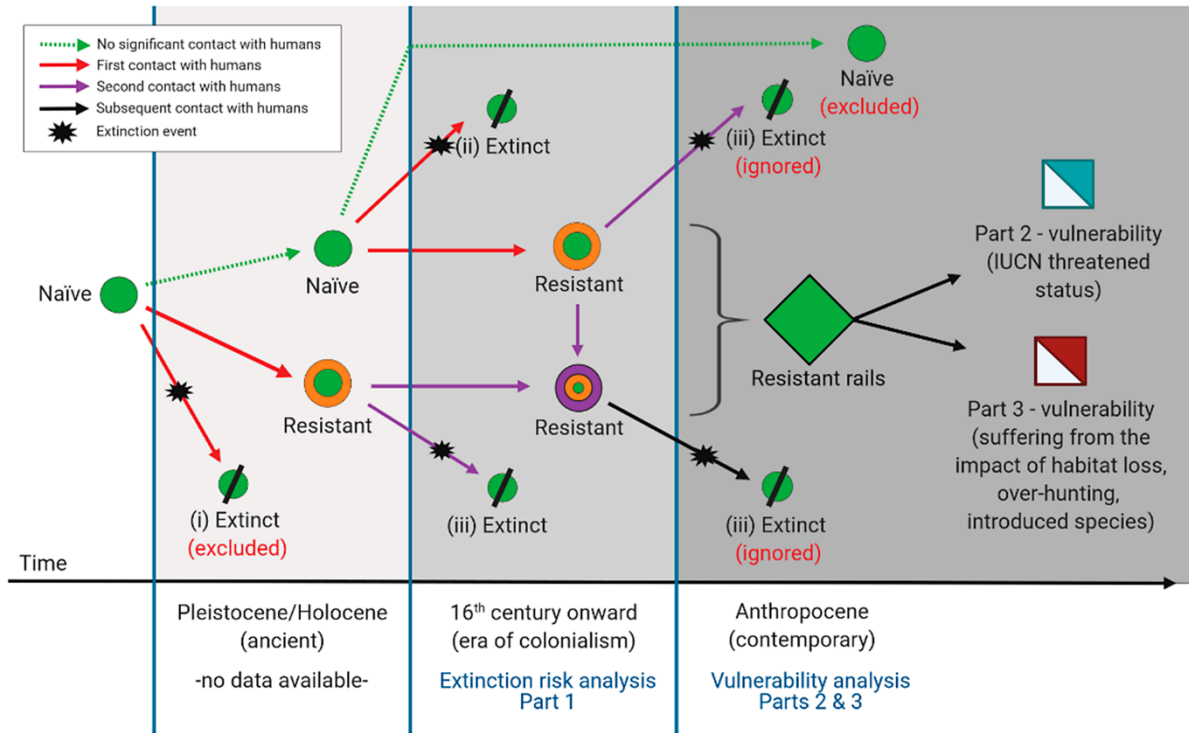 No significant contact with humans
First contact with humans
Second contact with humans
Subsequent contact with humans
Extinction event
Naïve
(excluded)
(ii) Extinct
(iii) Extinct
(ignored)
Naïve
Naïve
Resistant
Part 2 - vulnerability
(IUCN threatened
status)
Resistant
Resistant
Resistant rails
Part 3 - vulnerability
(suffering from the
impact of habitat loss,
over-hunting,
introduced species)
(i) Extinct
(excluded)
(iii) Extinct
(iii) Extinct
(ignored)
Time
Pleistocene/Holocene
(ancient)
-no data available-
16th century onward
(era of colonialism)
Extinction risk analysis
Part 1
Anthropocene
(contemporary)
Vulnerability analysis
Parts 2 & 3